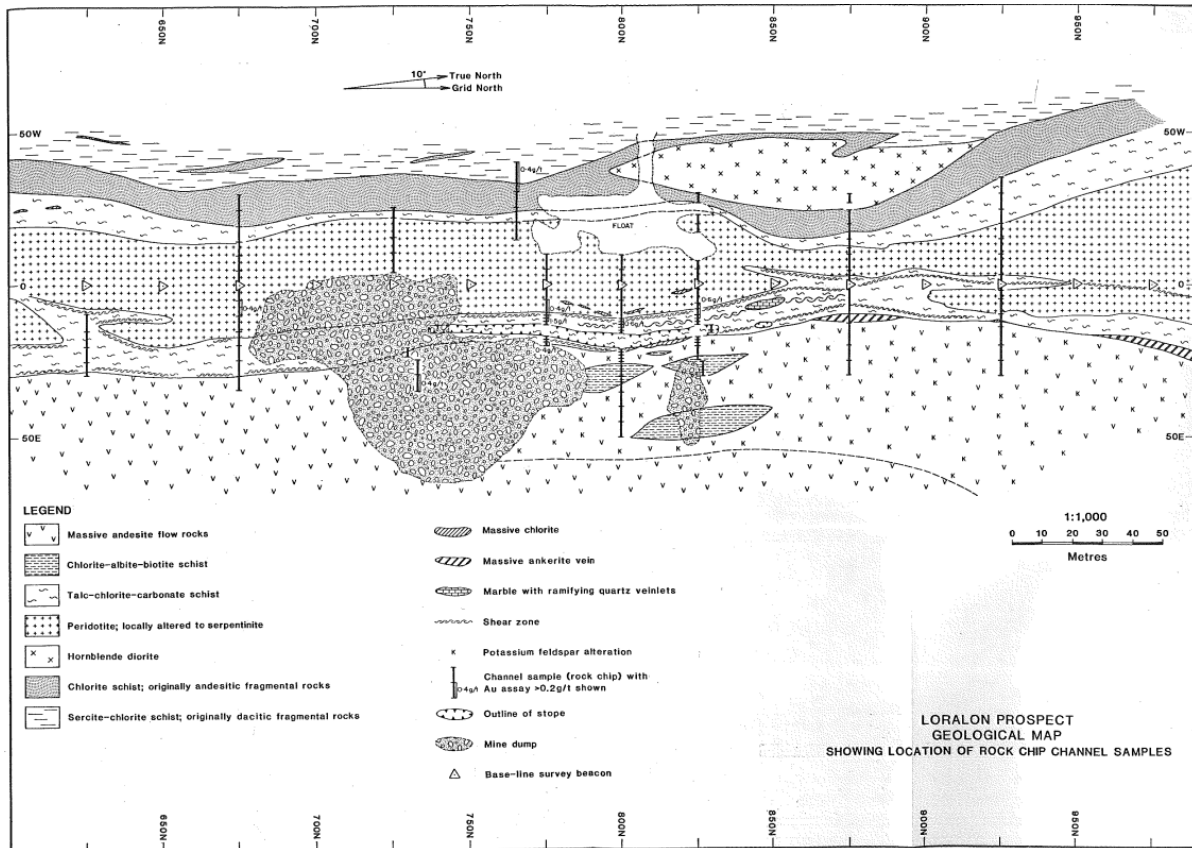 650N 700N 750N 800N 850N 900N 950N
10°
True North
Grid North
50W
50W
0·4g/t
FLOAT
0
0
0·4g/t
50E
50E
LEGEND
Massive andesite flow rocks
Chlorite-albite-biotite schist
Talc-chlorite-carbonate schist
Peridotite; locally altered to serpentinite
Hornblende diorite
Chlorite schist; originally andesitic fragmental rocks
Sercite-chlorite schist; originally dacitic fragmental rocks
Massive chlorite
Massive ankerite vein
Marble with ramifying quartz veinlets
Shear zone
Potassium feldspar alteration
0·4g/t
Channel sample (rock chip) with
Au assay >0.2g/t shown
Outline of stope
Mine dump
Base-line survey beacon
1:1,000
0 10 20 30 40 50
Metres
LORALON PROSPECT
GEOLOGICAL MAP
SHOWING LOCATION OF ROCK CHIP CHANNEL SAMPLES
650N 700N 750N 800N 850N 900N 950N